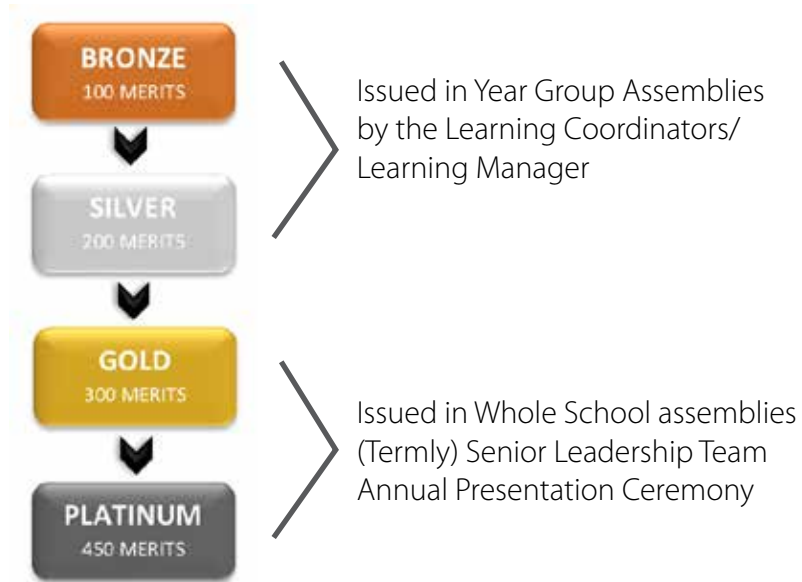 BRONZE
100 MERITS
Issued in Year Group Assemblies
by the Learning Coordinators/
Learning Manager
SILVER
200 MERITS
GOLD
300 MERITS
Issued in Whole School assemblies
(Termly) Senior Leadership Team
Annual Presentation Ceremony
PLATINUM
450 MERITS